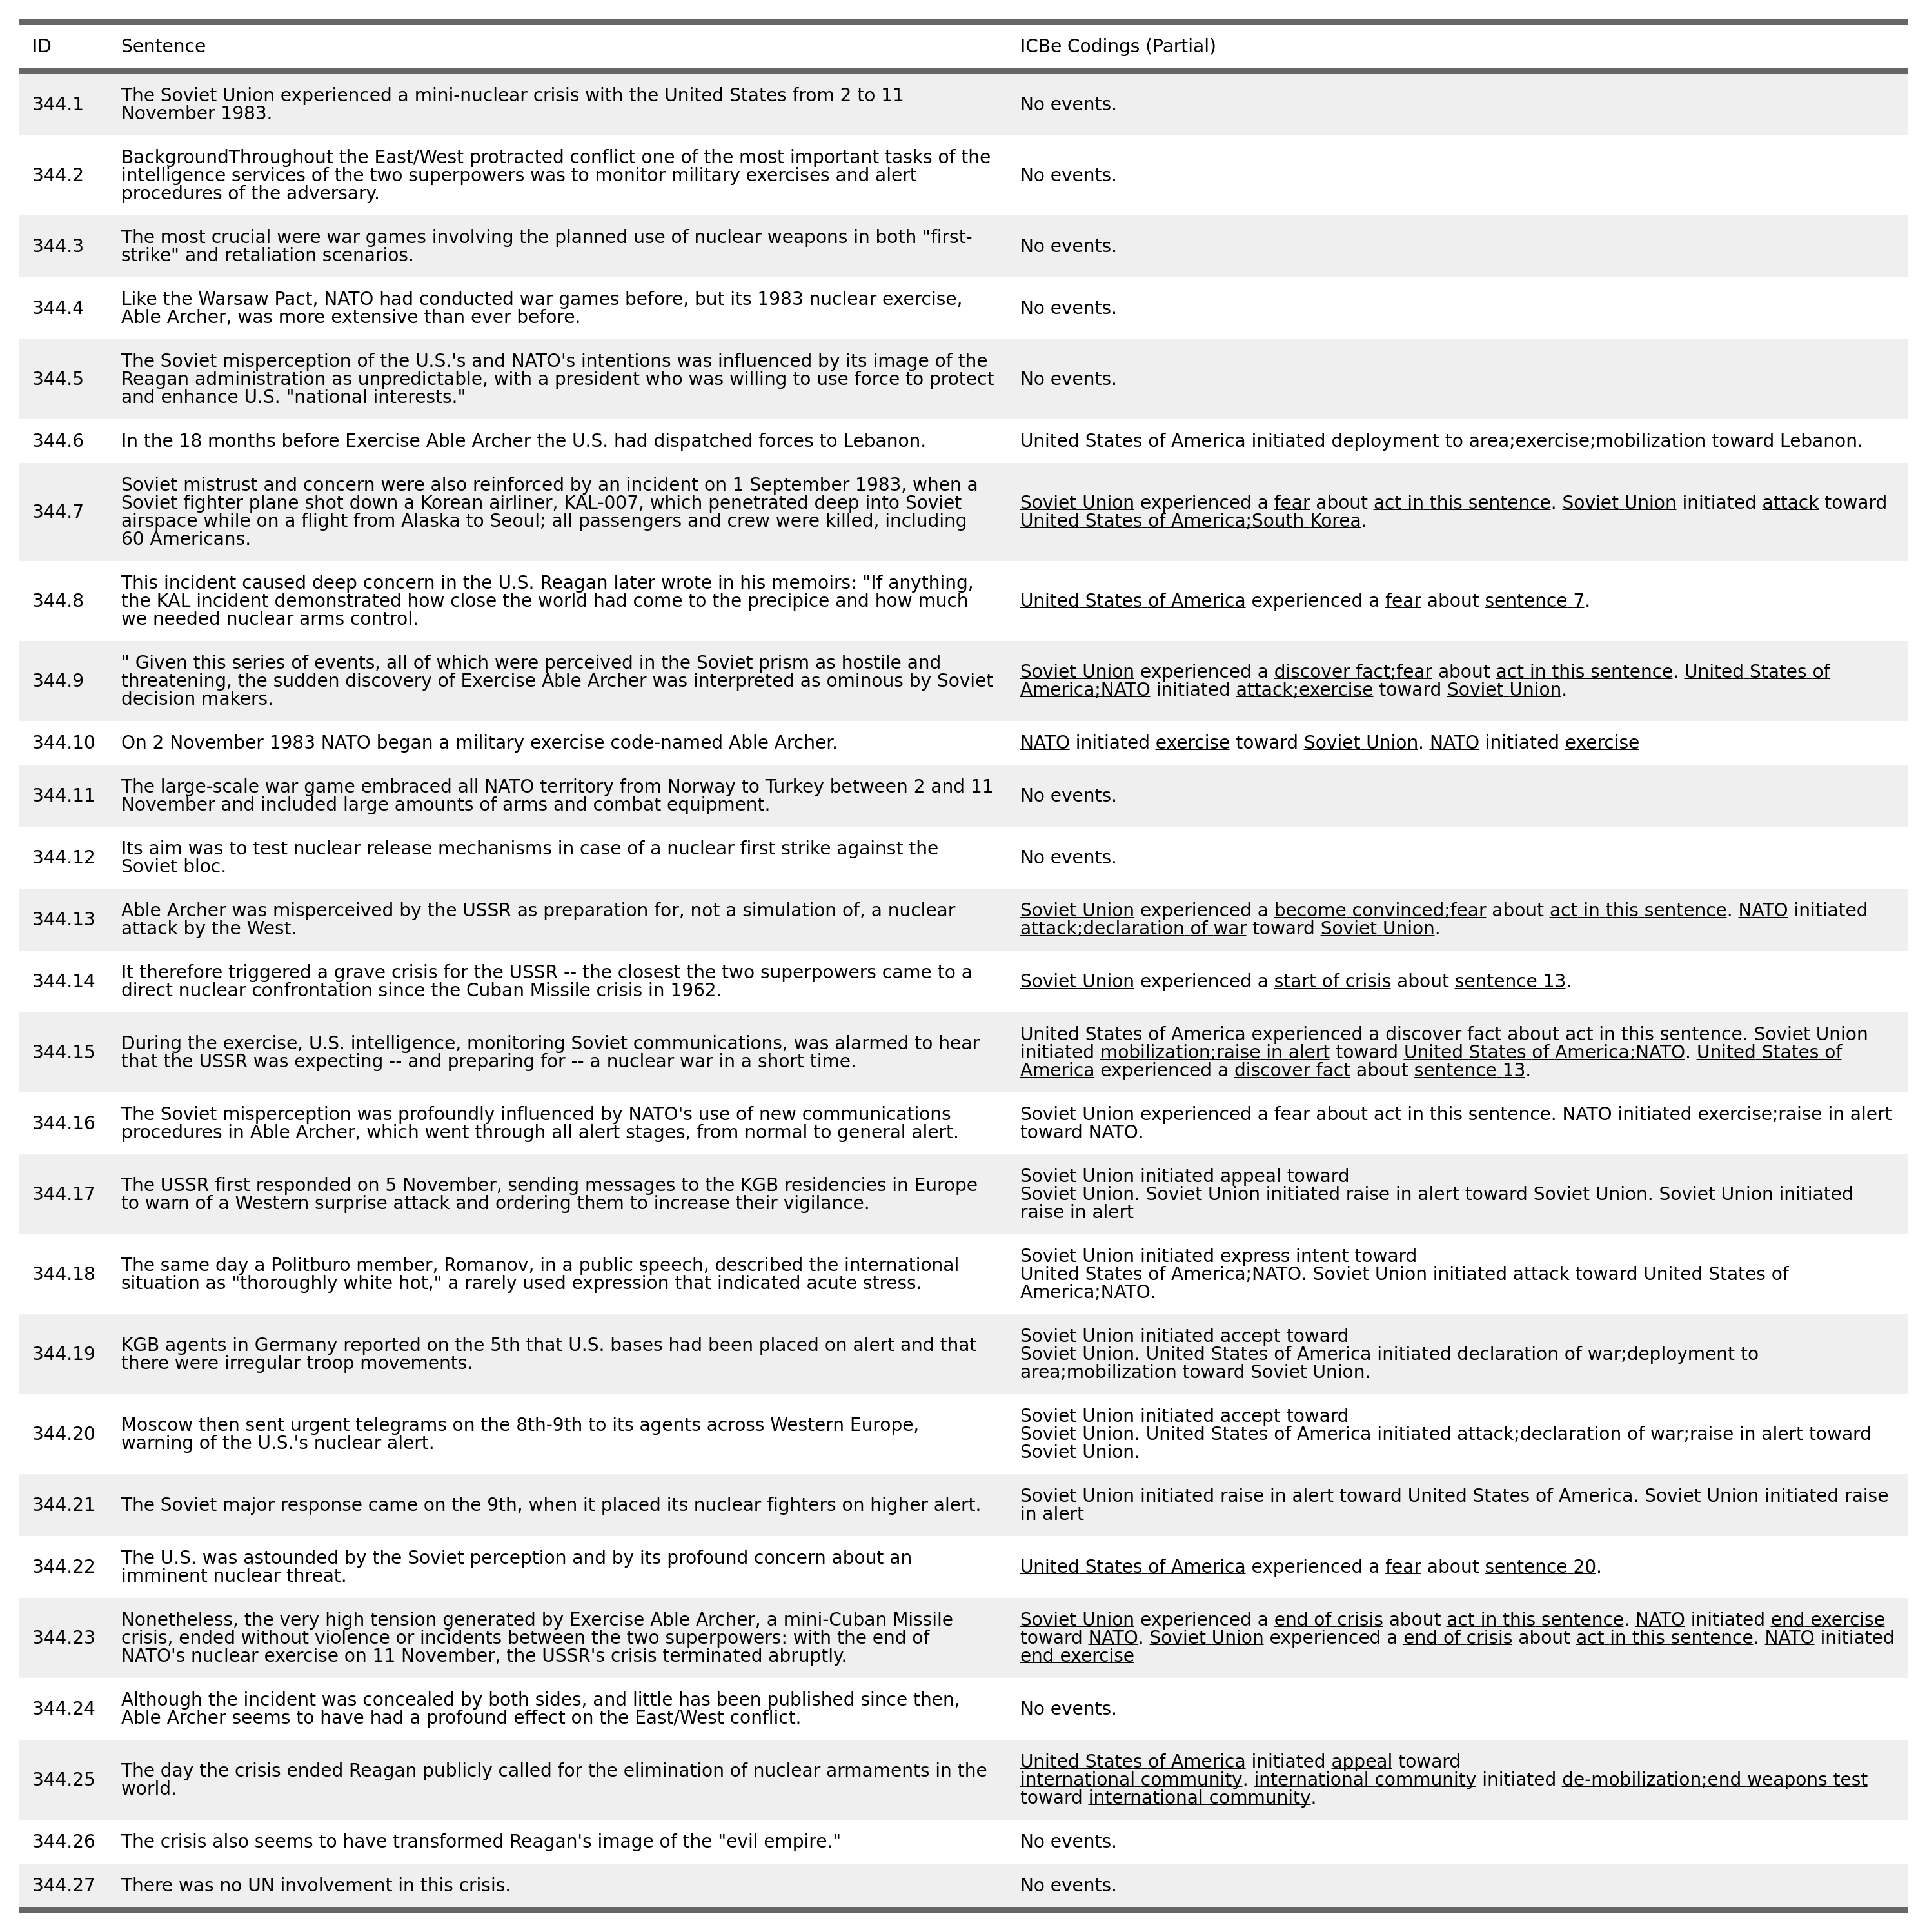 ID Sentence ICBe Codings (Partial)
344.1 The Soviet Union experienced a mini-nuclear crisis with the United States from 2 to 11
November 1983.
No events.
344.2 BackgroundThroughout the East/West protracted conflict one of the most important tasks of the
intelligence services of the two superpowers was to monitor military exercises and alert
procedures of the adversary.
No events.
344.3 The most crucial were war games involving the planned use of nuclear weapons in both "first-
strike" and retaliation scenarios.
No events.
344.4 Like the Warsaw Pact, NATO had conducted war games before, but its 1983 nuclear exercise,
Able Archer, was more extensive than ever before.
No events.
344.5 The Soviet misperception of the U.S.'s and NATO's intentions was influenced by its image of the
Reagan administration as unpredictable, with a president who was willing to use force to protect
and enhance U.S. "national interests."
No events.
344.6 In the 18 months before Exercise Able Archer the U.S. had dispatched forces to Lebanon.
United States of America initiated deployment to area;exercise;mobilization toward Lebanon.
344.7 Soviet mistrust and concern were also reinforced by an incident on 1 September 1983, when a
Soviet fighter plane shot down a Korean airliner, KAL-007, which penetrated deep into Soviet
airspace while on a flight from Alaska to Seoul; all passengers and crew were killed, including
60 Americans.
Soviet Union experienced a fear about act in this sentence. Soviet Union initiated attack toward
United States of America;South Korea.
344.8 This incident caused deep concern in the U.S. Reagan later wrote in his memoirs: "If anything,
the KAL incident demonstrated how close the world had come to the precipice and how much
we needed nuclear arms control.
United States of America experienced a fear about sentence 7.
344.9 " Given this series of events, all of which were perceived in the Soviet prism as hostile and
threatening, the sudden discovery of Exercise Able Archer was interpreted as ominous by Soviet
decision makers.
Soviet Union experienced a discover fact;fear about act in this sentence. United States of
America;NATO initiated attack;exercise toward Soviet Union.
344.10 On 2 November 1983 NATO began a military exercise code-named Able Archer.
NATO initiated exercise toward Soviet Union. NATO initiated exercise
344.11 The large-scale war game embraced all NATO territory from Norway to Turkey between 2 and 11
November and included large amounts of arms and combat equipment.
No events.
344.12 Its aim was to test nuclear release mechanisms in case of a nuclear first strike against the
Soviet bloc.
No events.
344.13 Able Archer was misperceived by the USSR as preparation for, not a simulation of, a nuclear
attack by the West.
Soviet Union experienced a become convinced;fear about act in this sentence. NATO initiated
attack;declaration of war toward Soviet Union.
344.14 It therefore triggered a grave crisis for the USSR -- the closest the two superpowers came to a
direct nuclear confrontation since the Cuban Missile crisis in 1962.
Soviet Union experienced a start of crisis about sentence 13.
344.15 During the exercise, U.S. intelligence, monitoring Soviet communications, was alarmed to hear
that the USSR was expecting -- and preparing for -- a nuclear war in a short time.
United States of America experienced a discover fact about act in this sentence. Soviet Union
initiated mobilization;raise in alert toward United States of America;NATO. United States of
America experienced a discover fact about sentence 13.
344.16 The Soviet misperception was profoundly influenced by NATO's use of new communications
procedures in Able Archer, which went through all alert stages, from normal to general alert.
Soviet Union experienced a fear about act in this sentence. NATO initiated exercise;raise in alert
toward NATO.
344.17 The USSR first responded on 5 November, sending messages to the KGB residencies in Europe
to warn of a Western surprise attack and ordering them to increase their vigilance.
Soviet Union initiated appeal toward
Soviet Union. Soviet Union initiated raise in alert toward Soviet Union. Soviet Union initiated
raise in alert
344.18 The same day a Politburo member, Romanov, in a public speech, described the international
situation as "thoroughly white hot," a rarely used expression that indicated acute stress.
Soviet Union initiated express intent toward
United States of America;NATO. Soviet Union initiated attack toward United States of
America;NATO.
344.19 KGB agents in Germany reported on the 5th that U.S. bases had been placed on alert and that
there were irregular troop movements.
Soviet Union initiated accept toward
Soviet Union. United States of America initiated declaration of war;deployment to
area;mobilization toward Soviet Union.
344.20 Moscow then sent urgent telegrams on the 8th-9th to its agents across Western Europe,
warning of the U.S.'s nuclear alert.
Soviet Union initiated accept toward
Soviet Union. United States of America initiated attack;declaration of war;raise in alert toward
Soviet Union.
344.21 The Soviet major response came on the 9th, when it placed its nuclear fighters on higher alert.
Soviet Union initiated raise in alert toward United States of America. Soviet Union initiated raise
in alert
344.22 The U.S. was astounded by the Soviet perception and by its profound concern about an
imminent nuclear threat.
United States of America experienced a fear about sentence 20.
344.23 Nonetheless, the very high tension generated by Exercise Able Archer, a mini-Cuban Missile
crisis, ended without violence or incidents between the two superpowers: with the end of
NATO's nuclear exercise on 11 November, the USSR's crisis terminated abruptly.
Soviet Union experienced a end of crisis about act in this sentence. NATO initiated end exercise
toward NATO. Soviet Union experienced a end of crisis about act in this sentence. NATO initiated
end exercise
344.24 Although the incident was concealed by both sides, and little has been published since then,
Able Archer seems to have had a profound effect on the East/West conflict.
No events.
344.25 The day the crisis ended Reagan publicly called for the elimination of nuclear armaments in the
world.
United States of America initiated appeal toward
international community. international community initiated de-mobilization;end weapons test
toward international community.
344.26 The crisis also seems to have transformed Reagan's image of the "evil empire."
No events.
344.27 There was no UN involvement in this crisis.
No events.